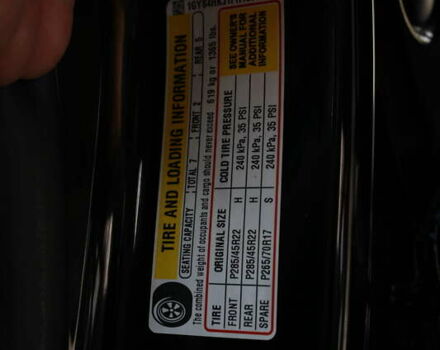 TIRE AND LOADING INFORMATION
SEATING CAPACITY TOTAL 7 FRONT 2 REAR 5
The combined weight of occupants and cargo should never exceed 619 kg or 1365 lbs.
TIRE ORIGINAL SIZE COLD TIRE PRESSURE
FRONT P285/45R22 H 240 kPa, 35 PSI
REAR P285/45R22 H 240 kPa, 35 PSI
SPARE P265/70R17 S 240 kPa, 35 PSI
SEE OWNER'S
MANUAL FOR
ADDITIONAL
INFORMATION